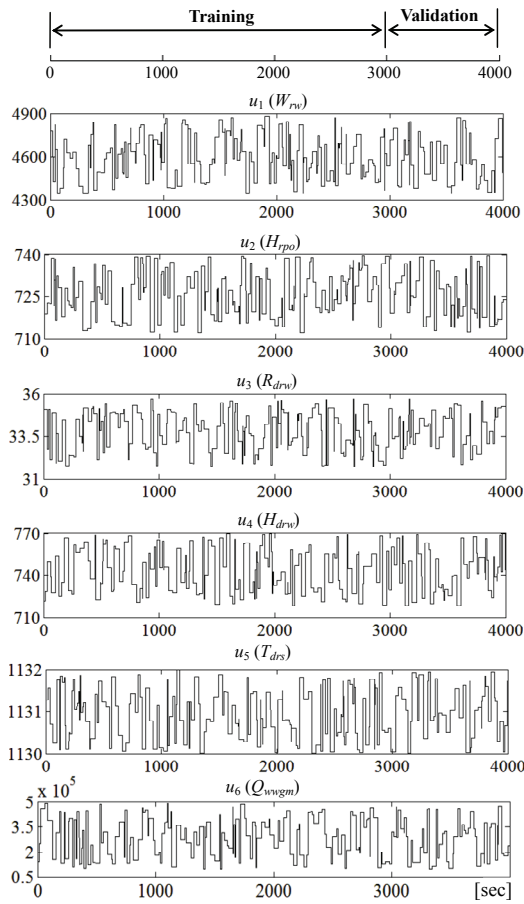 Training Validation
0 1000 2000 3000 4000
u1 (Wrw)
4900
4600
4300
0 1000 2000 3000 4000
u2 (Hrpo)
740
725
710
0 1000 2000 3000 4000
u3 (Rdrw)
36
33.5
31
0 1000 2000 3000 4000
u4 (Hdrw)
770
740
710
0 1000 2000 3000 4000
u5 (Tdrs)
1132
1131
1130
0 1000 2000 3000 4000
u6 (Qwwgm)
x 10^5
5
3.5
2
0.5
0 1000 2000 3000 [sec]